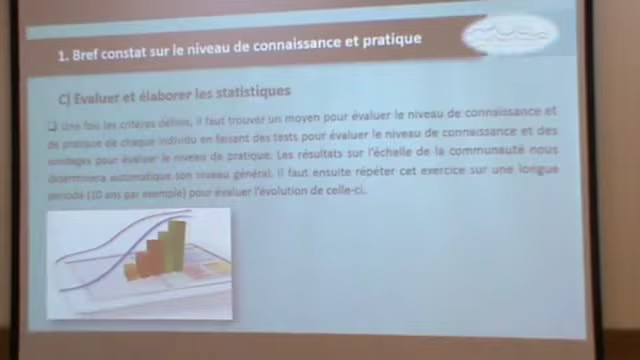 1. Bref constat sur le niveau de connaissance et pratique
C) Evaluer et élaborer les statistiques
❑ Une fois les critères définis, il faut trouver un moyen pour évaluer le niveau de connaissance et
de pratique de chaque individu en faisant des tests pour évaluer le niveau de connaissance et des
sondages pour évaluer le niveau de pratique. Les résultats sur l'échelle de la communauté nous
déterminera automatique son niveau général. Il faut ensuite répéter cet exercice sur une longue
période (10 ans par exemple) pour évaluer l'évolution de celle-ci.